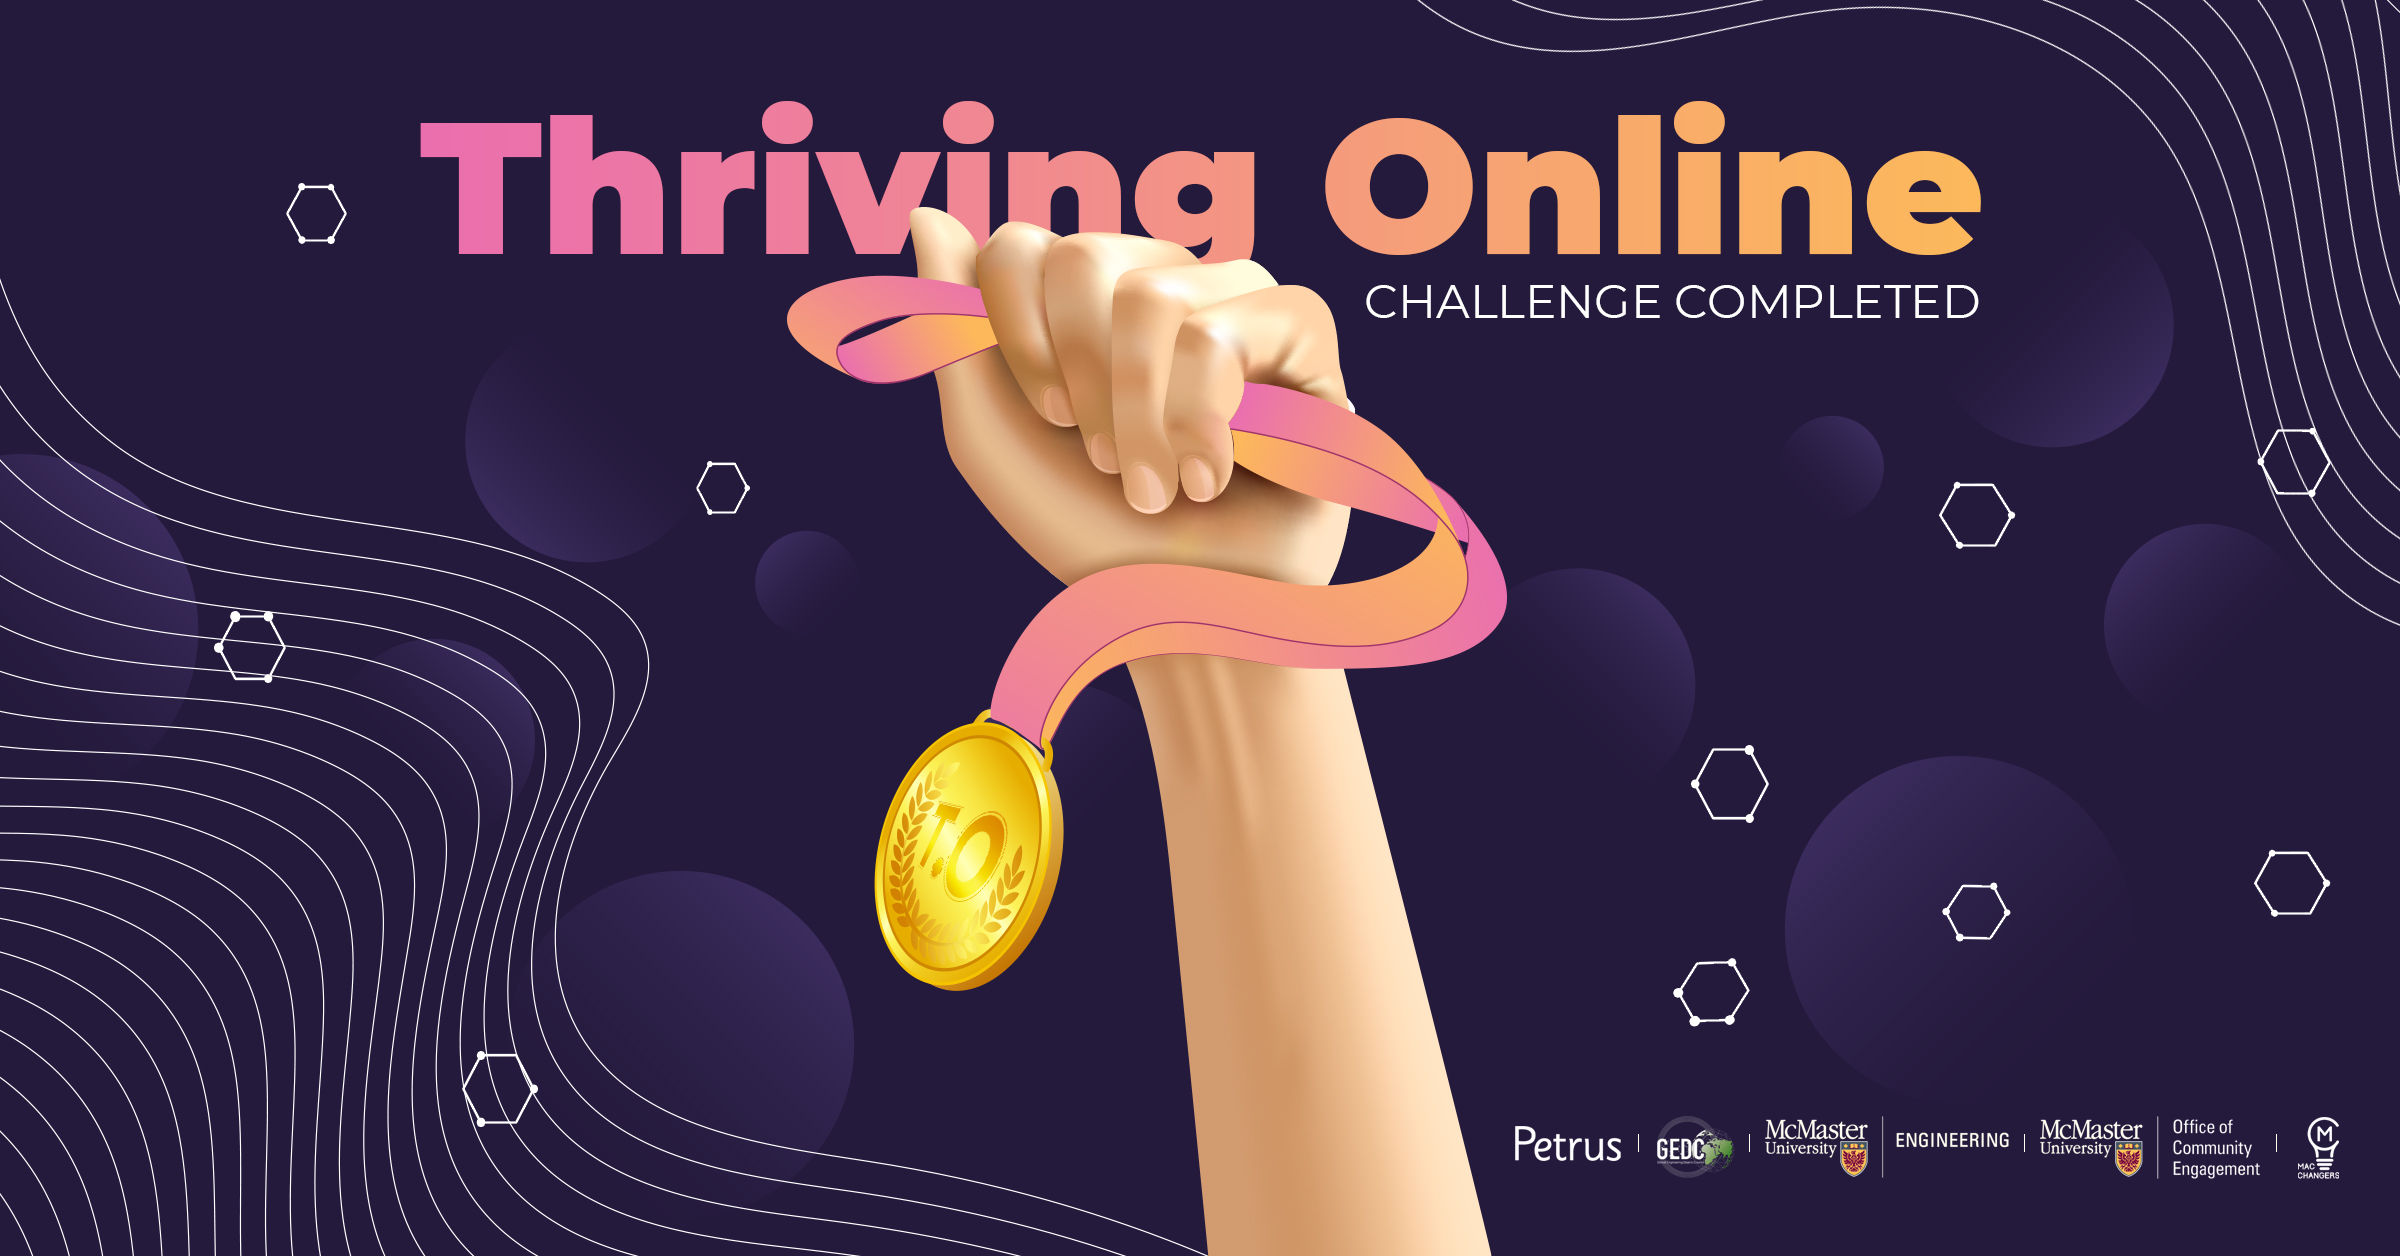 Thriving Online
CHALLENGE COMPLETED
T.O
Petrus
GEDC
McMaster
University
ENGINEERING
McMaster
University
Office of
Community
Engagement
M
MAC
CHANGERS